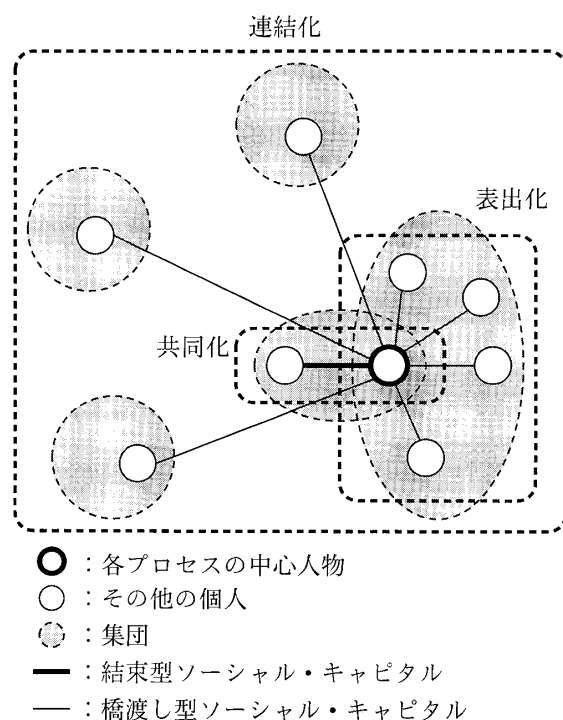 連結化
表出化
共同化
：各プロセスの中心人物
：その他の個人
：集団
：結束型ソーシャル・キャピタル
：橋渡し型ソーシャル・キャピタル